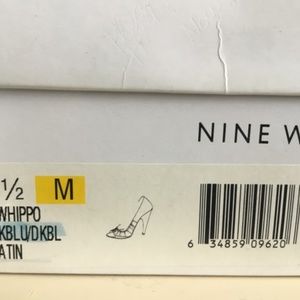 NINE W
½ M
WHIPPO
KBLU/DKBL
ATIN
6 34859 09620